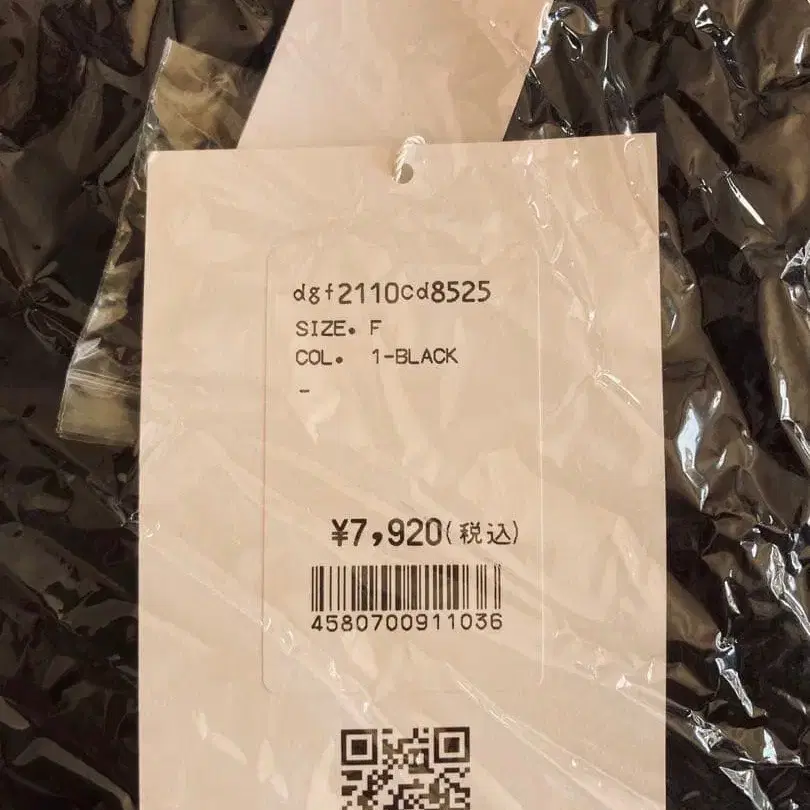 dgf2110cd8525
SIZE. F
COL. 1-BLACK
-
¥7,920(税込)
4580700911036